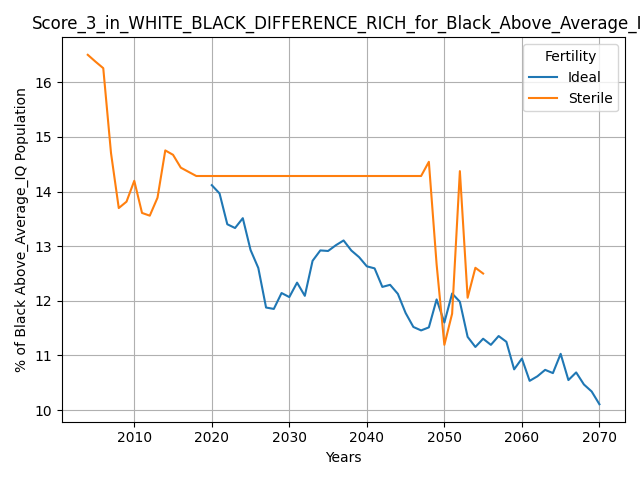 Score_3_in_WHITE_BLACK_DIFFERENCE_RICH_for_Black_Above_Average_I
% of Black Above_Average_IQ Population
16
15
14
13
12
11
10
Fertility
Ideal
Sterile
2010 2020 2030 2040 2050 2060 2070
Years